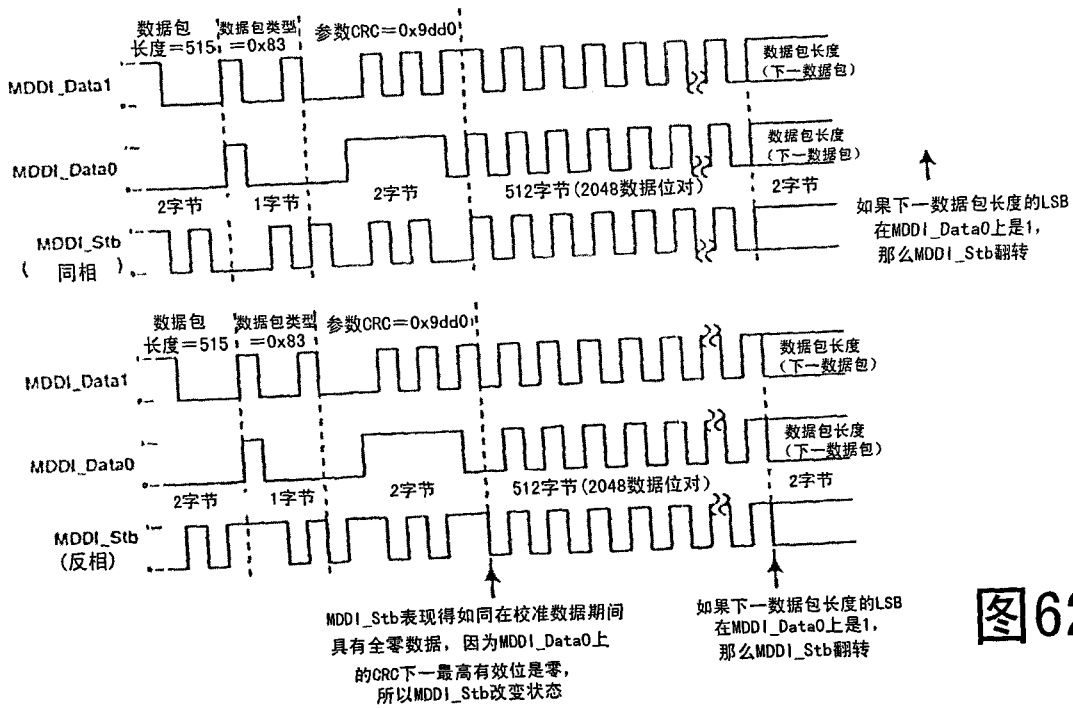 数据包
长度=515
数据包类型
=0x83
参数CRC=0x9dd0
MDDI_Data1
数据包长度
(下一数据包)
MDDI_Data0
数据包长度
(下一数据包)
2字节
1字节
2字节
512字节(2048数据位对)
2字节
MDDI_Stb
(同相)
如果下一数据包长度的LSB
在MDDI_Data0上是1,
那么MDDI_Stb翻转
数据包
长度=515
数据包类型
=0x83
参数CRC=0x9dd0
MDDI_Data1
数据包长度
(下一数据包)
MDDI_Data0
数据包长度
(下一数据包)
2字节
1字节
2字节
512字节(2048数据位对)
2字节
MDDI_Stb
(反相)
MDDI_Stb表现得如同在校准数据期间
具有全零数据,因为MDDI_Data0上
的CRC下一最高有效位是零,
所以MDDI_Stb改变状态
如果下一数据包长度的LSB
在MDDI_Data0上是1,
那么MDDI_Stb翻转
图62